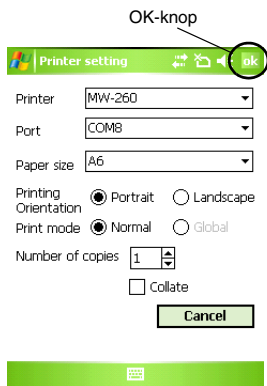 OK-knop
Printer setting ok
Printer MW-260
Port COM8
Paper size A6
Printing Orientation Portrait Landscape
Print mode Normal Global
Number of copies 1
Collate
Cancel